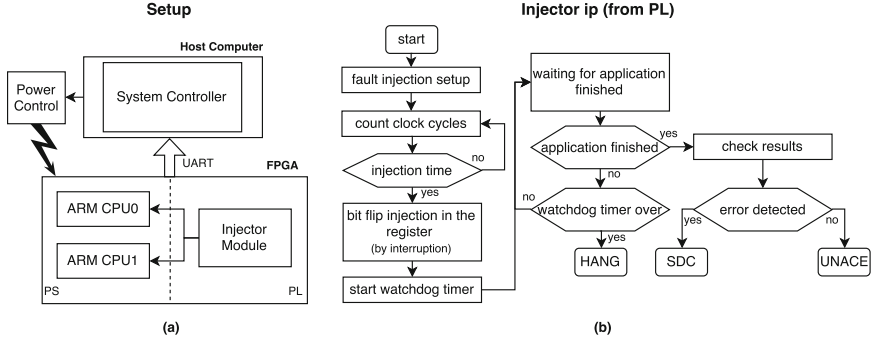 Setup
Host Computer
Power
Control
System Controller
UART
FPGA
ARM CPU0
ARM CPU1
Injector
Module
PS
PL
(a)
Injector ip (from PL)
start
fault injection setup
count clock cycles
injection time
no
yes
bit flip injection in the
register
(by interruption)
start watchdog timer
waiting for application
finished
application finished
yes
no
check results
watchdog timer over
no
yes
HANG
error detected
yes
no
SDC
UNACE
(b)